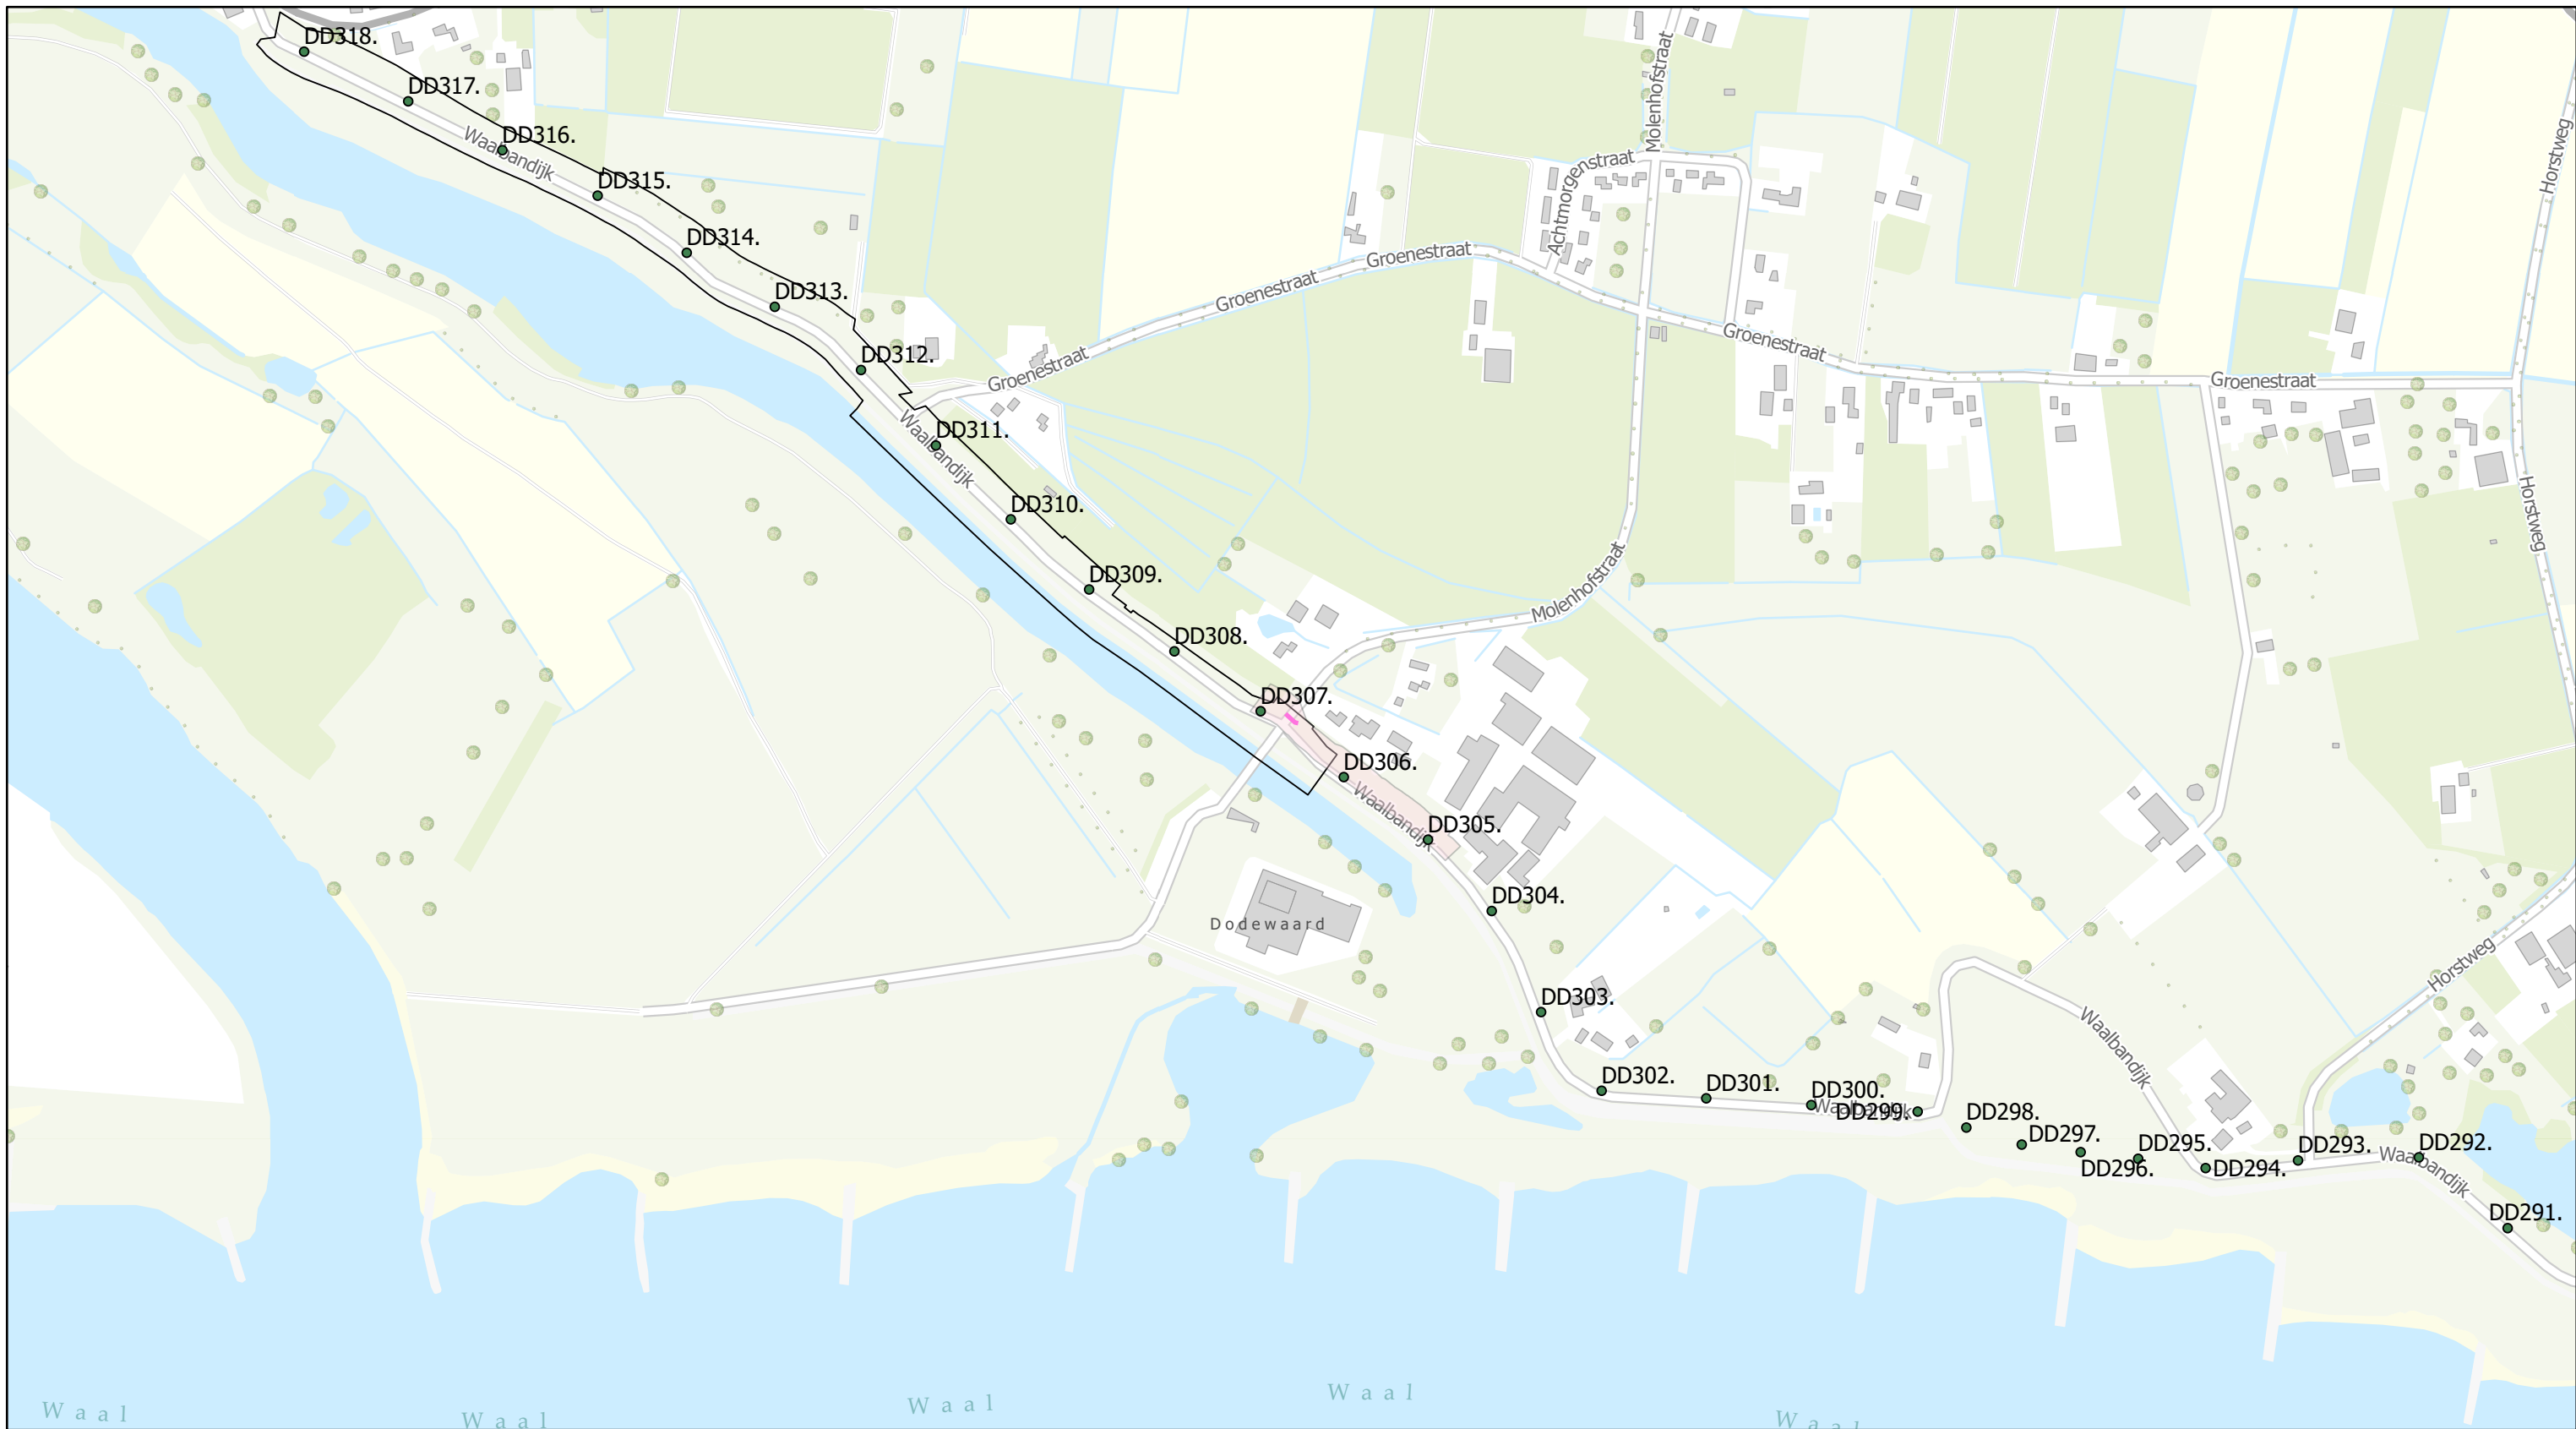 DD318.
DD317.
Waalbandijk
DD316.
DD315.
DD314.
DD313.
DD312.
Molenhofstraat
Achtmorgenstraat
Groenestraat
Groenestraat
Groenestraat
Groenestraat
Groenestraat
Horstweg
Horstweg
Waalbandijk
DD311.
DD310.
DD309.
Molenhofstraat
DD308.
DD307.
DD306.
Waalbandijk
DD305.
DD304.
Dodewaard
DD303.
Horstweg
DD302.
DD301.
DD300.
Waalbandijk
DD299.
Waalbandijk
DD298.
DD297.
DD296.
DD295.
DD294.
DD293.
DD292.
Waalbandijk
DD291.
Waal
Waal
Waal
Waal
Waal